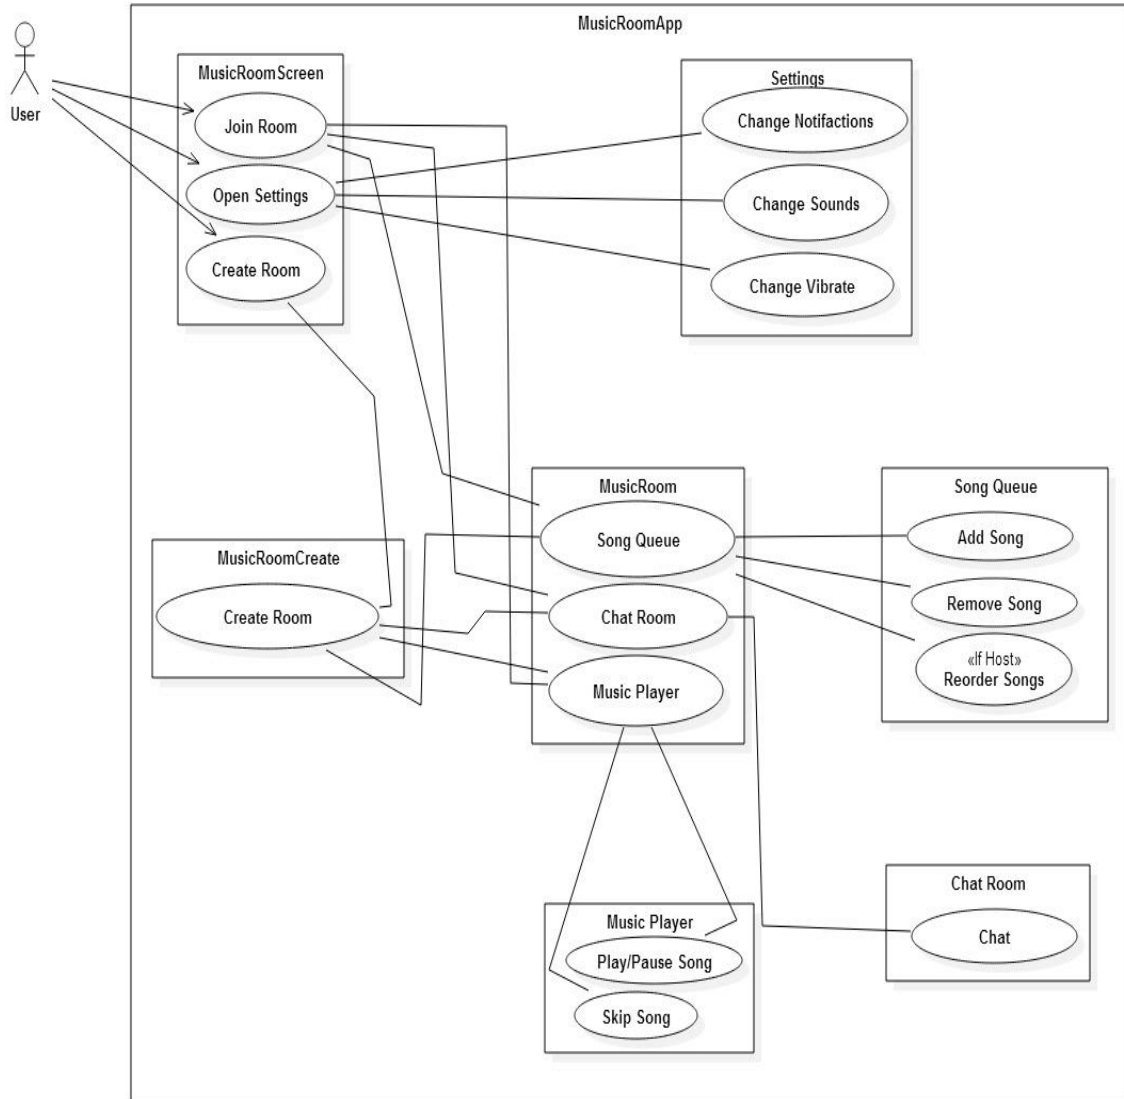 MusicRoomApp
User
MusicRoomScreen
Join Room
Open Settings
Create Room
Settings
Change Notifactions
Change Sounds
Change Vibrate
MusicRoomCreate
Create Room
MusicRoom
Song Queue
Chat Room
Music Player
Song Queue
Add Song
Remove Song
«If Host»
Reorder Songs
Music Player
Play/Pause Song
Skip Song
Chat Room
Chat